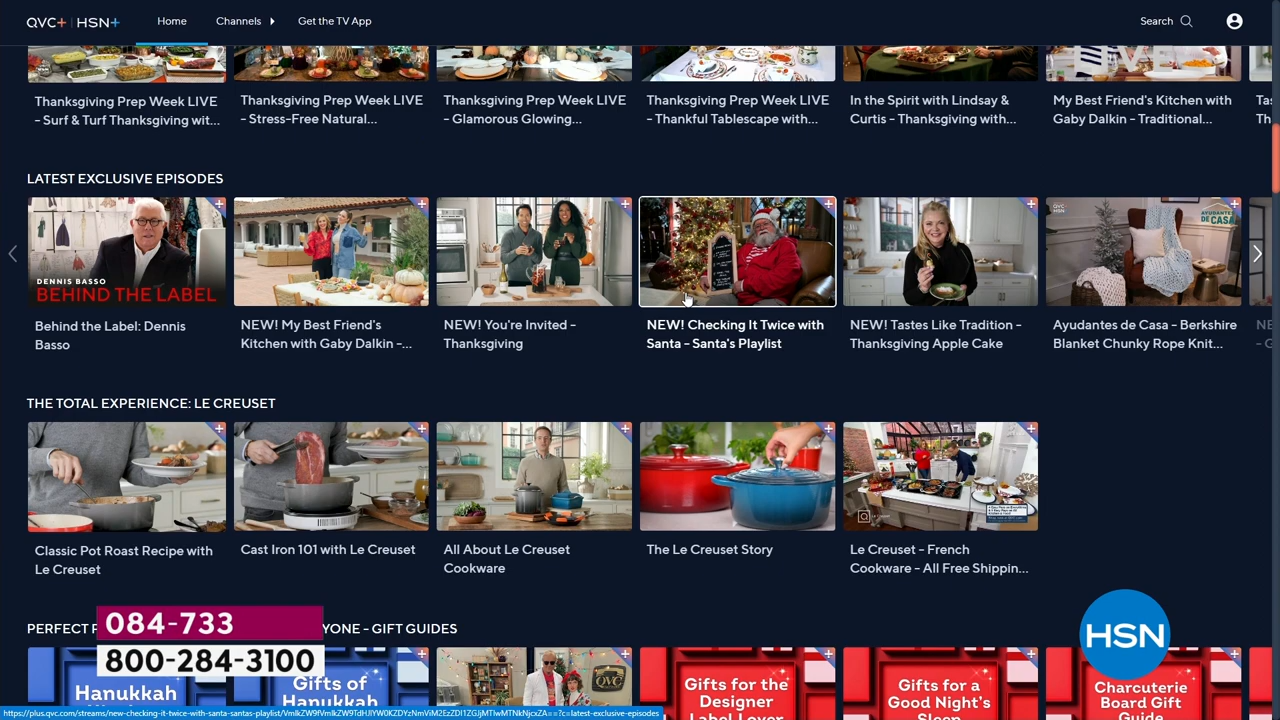 QVC+ | HSN+
Home
Channels
Get the TV App
Search
Thanksgiving Prep Week LIVE
- Surf & Turf Thanksgiving wit...
Thanksgiving Prep Week LIVE
- Stress-Free Natural...
Thanksgiving Prep Week LIVE
- Glamorous Glowing...
Thanksgiving Prep Week LIVE
- Thankful Tablescape with...
In the Spirit with Lindsay &
Curtis - Thanksgiving with...
My Best Friend's Kitchen with
Gaby Dalkin - Traditional...
LATEST EXCLUSIVE EPISODES
DENNIS BASSO
BEHIND THE LABEL
QVC+
HSN+
AYUDANTES
DE CASA
Behind the Label: Dennis
Basso
NEW! My Best Friend's
Kitchen with Gaby Dalkin -...
NEW! You're Invited -
Thanksgiving
NEW! Checking It Twice with
Santa - Santa's Playlist
NEW! Tastes Like Tradition -
Thanksgiving Apple Cake
Ayudantes de Casa - Berkshire
Blanket Chunky Rope Knit...
THE TOTAL EXPERIENCE: LE CREUSET
Classic Pot Roast Recipe with
Le Creuset
Cast Iron 101 with Le Creuset
All About Le Creuset
Cookware
The Le Creuset Story
Le Creuset - French
Cookware - All Free Shippin...
084-733
800-284-3100
HSN
- GIFT GUIDES
Hanukkah
Gifts of
Hanukkah
QVC
Gifts for the
Designer
Label Lover
Gifts for a
Good Night's
Sleep
Charcuterie
Board Gift
Guide